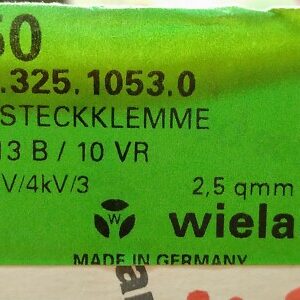 50
.325.1053.0
STECKKLEMME
13 B / 10 VR
V/4kV/3 2,5 qmm
W wiela
MADE IN GERMANY